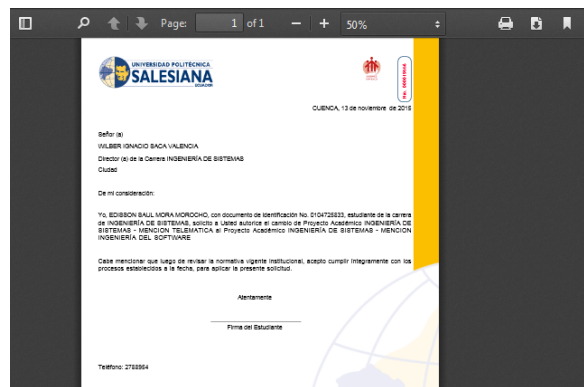 Page: 1 of 1 − + 50%
UNIVERSIDAD POLITÉCNICA
SALESIANA
ECUADOR
CUENCA, 13 de noviembre de 2015
Señor (a)
WILBER IGNACIO SACA VALENCIA
Director (a) de la Carrera INGENIERÍA DE SISTEMAS
Ciudad
De mi consideración:
Yo, EDISSON SAUL MORA MOROCHO, con documento de identificación No. 0104725833, estudiante de la carrera
de INGENIERÍA DE SISTEMAS, solicito a Usted autorice el cambio de Proyecto Académico INGENIERÍA DE
SISTEMAS - MENCION TELEMATICA al Proyecto Académico INGENIERÍA DE SISTEMAS - MENCION
INGENIERÍA DEL SOFTWARE
Cabe mencionar que luego de revisar la normativa vigente institucional, acepto cumplir íntegramente con los
procesos establecidos a la fecha, para aplicar la presente solicitud.
Atentamente
Firma del Estudiante
Teléfono: 2788964